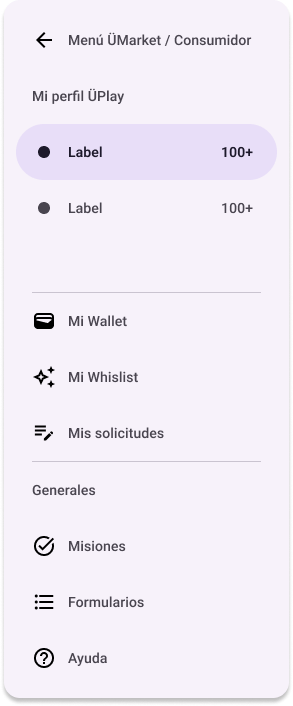 Menú ÜMarket / Consumidor
Mi perfil ÜPlay
Label 100+
Label 100+
Mi Wallet
Mi Whislist
Mis solicitudes
Generales
Misiones
Formularios
Ayuda